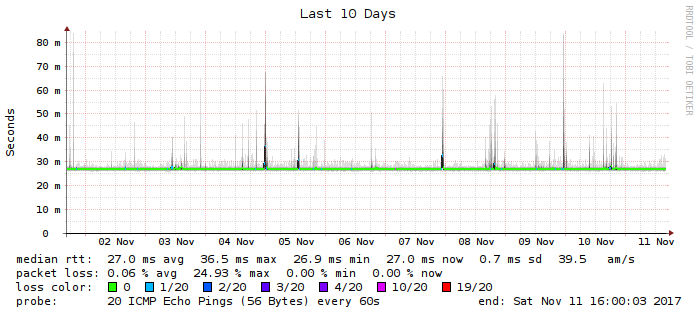 Last 10 Days
RRDTOOL / TOBI OETIKER
Seconds
80 m
70 m
60 m
50 m
40 m
30 m
20 m
10 m
0
02 Nov 03 Nov 04 Nov 05 Nov 06 Nov 07 Nov 08 Nov 09 Nov 10 Nov 11 Nov
median rtt: 27.0 ms avg 36.5 ms max 26.9 ms min 27.0 ms now 0.7 ms sd 39.5 am/s
packet loss: 0.06 % avg 24.93 % max 0.00 % min 0.00 % now
loss color: 0 1/20 2/20 3/20 4/20 10/20 19/20
probe: 20 ICMP Echo Pings (56 Bytes) every 60s end: Sat Nov 11 16:00:03 2017